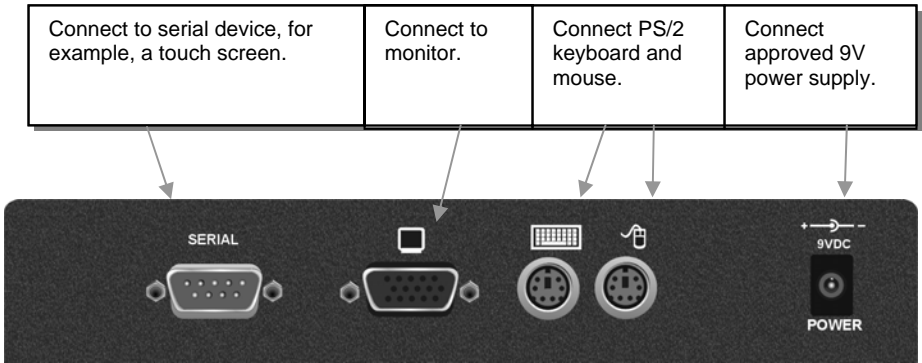 Connect to serial device, for
example, a touch screen.
Connect to
monitor.
Connect PS/2
keyboard and
mouse.
Connect
approved 9V
power supply.
SERIAL
+ -
9VDC
POWER